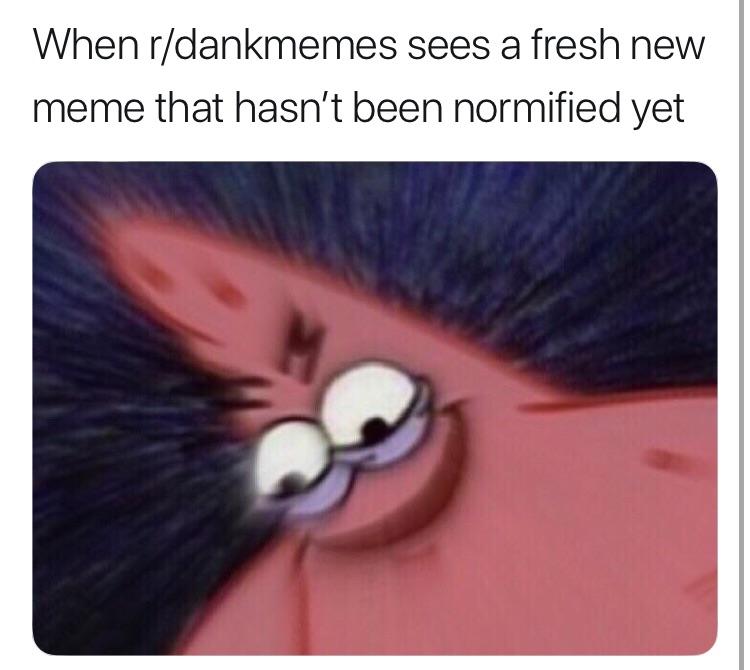 When r/dankmemes sees a fresh new
meme that hasn’t been normified yet